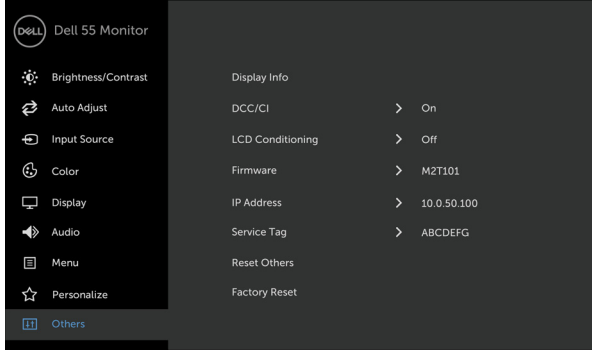 DELL Dell 55 Monitor
Brightness/Contrast Display Info
Auto Adjust DCC/CI > On
Input Source LCD Conditioning > Off
Color Firmware > M2T101
Display IP Address > 10.0.50.100
Audio Service Tag > ABCDEFG
Menu Reset Others
Personalize Factory Reset
Others